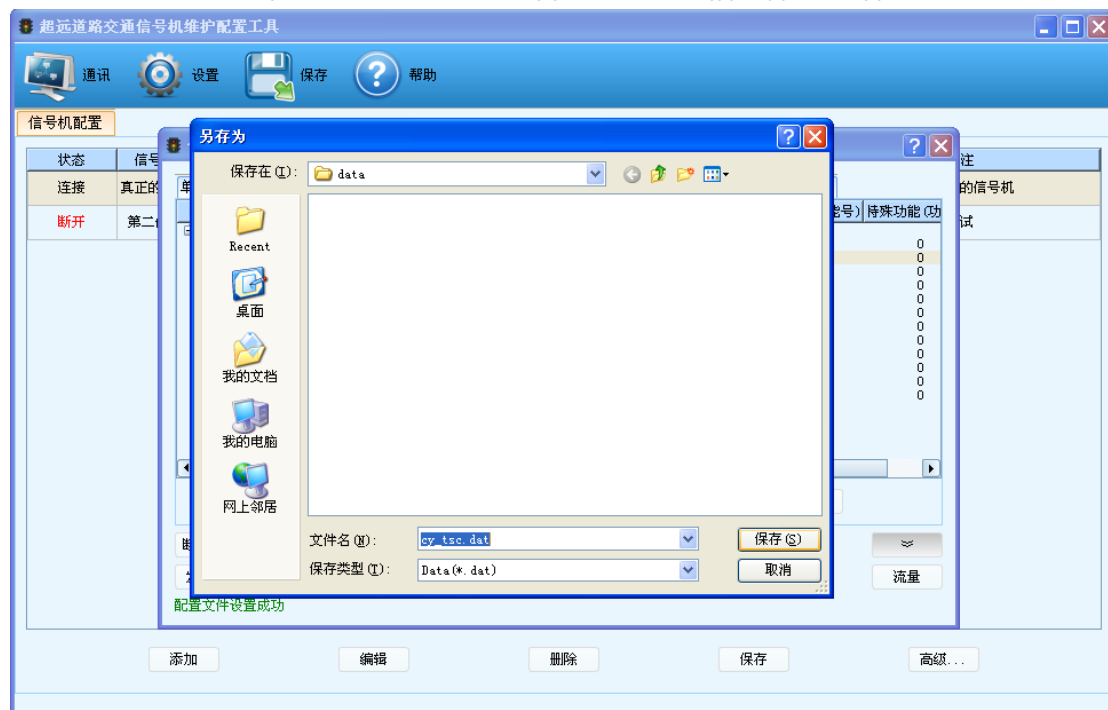 超远道路交通信号机维护配置工具
通讯 设置 保存 帮助
信号机配置
另存为
保存在(I): data
状态 信号 注
连接 真正的 单 的信号机
断开 第二 能号) 特殊功能(功 试
Recent
桌面
我的文档
我的电脑
网上邻居
0
0
0
0
0
0
0
0
0
0
0
0
文件名(N): cy_tsc.dat 保存(S)
保存类型(T): Data(*.dat) 取消
流量
配置文件设置成功
添加 编辑 删除 保存 高级...